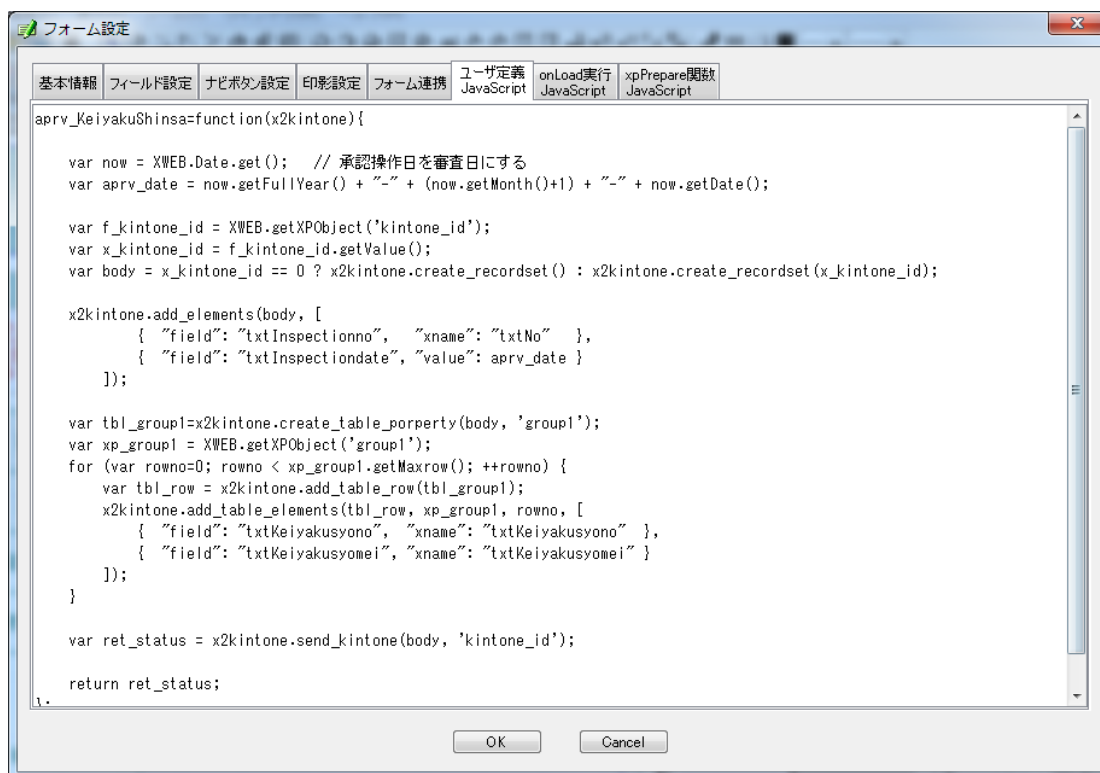 フォーム設定
基本情報 フィールド設定 ナビボタン設定 印影設定 フォーム連携 ユーザ定義 JavaScript onLoad実行 JavaScript xpPrepare関数 JavaScript
aprv_KeiyakuShinsa=function(x2kintone){
var now = XWEB.Date.get();   // 承認操作日を審査日にする
var aprv_date = now.getFullYear() + "-" + (now.getMonth()+1) + "-" + now.getDate();
var f_kintone_id = XWEB.getXPObject('kintone_id');
var x_kintone_id = f_kintone_id.getValue();
var body = x_kintone_id == 0 ? x2kintone.create_recordset() : x2kintone.create_recordset(x_kintone_id);
x2kintone.add_elements(body, [
{  "field": "txtInspectionno",   "xname": "txtNo"   },
{  "field": "txtInspectiondate", "value": aprv_date }
]);
var tbl_group1=x2kintone.create_table_porperty(body, 'group1');
var xp_group1 = XWEB.getXPObject('group1');
for (var rowno=0; rowno < xp_group1.getMaxrow(); ++rowno) {
var tbl_row = x2kintone.add_table_row(tbl_group1);
x2kintone.add_table_elements(tbl_row, xp_group1, rowno, [
{  "field": "txtKeiyakusyono",  "xname": "txtKeiyakusyono"  },
{  "field": "txtKeiyakusyomei", "xname": "txtKeiyakusyomei" }
]);
}
var ret_status = x2kintone.send_kintone(body, 'kintone_id');
return ret_status;
};
OK Cancel